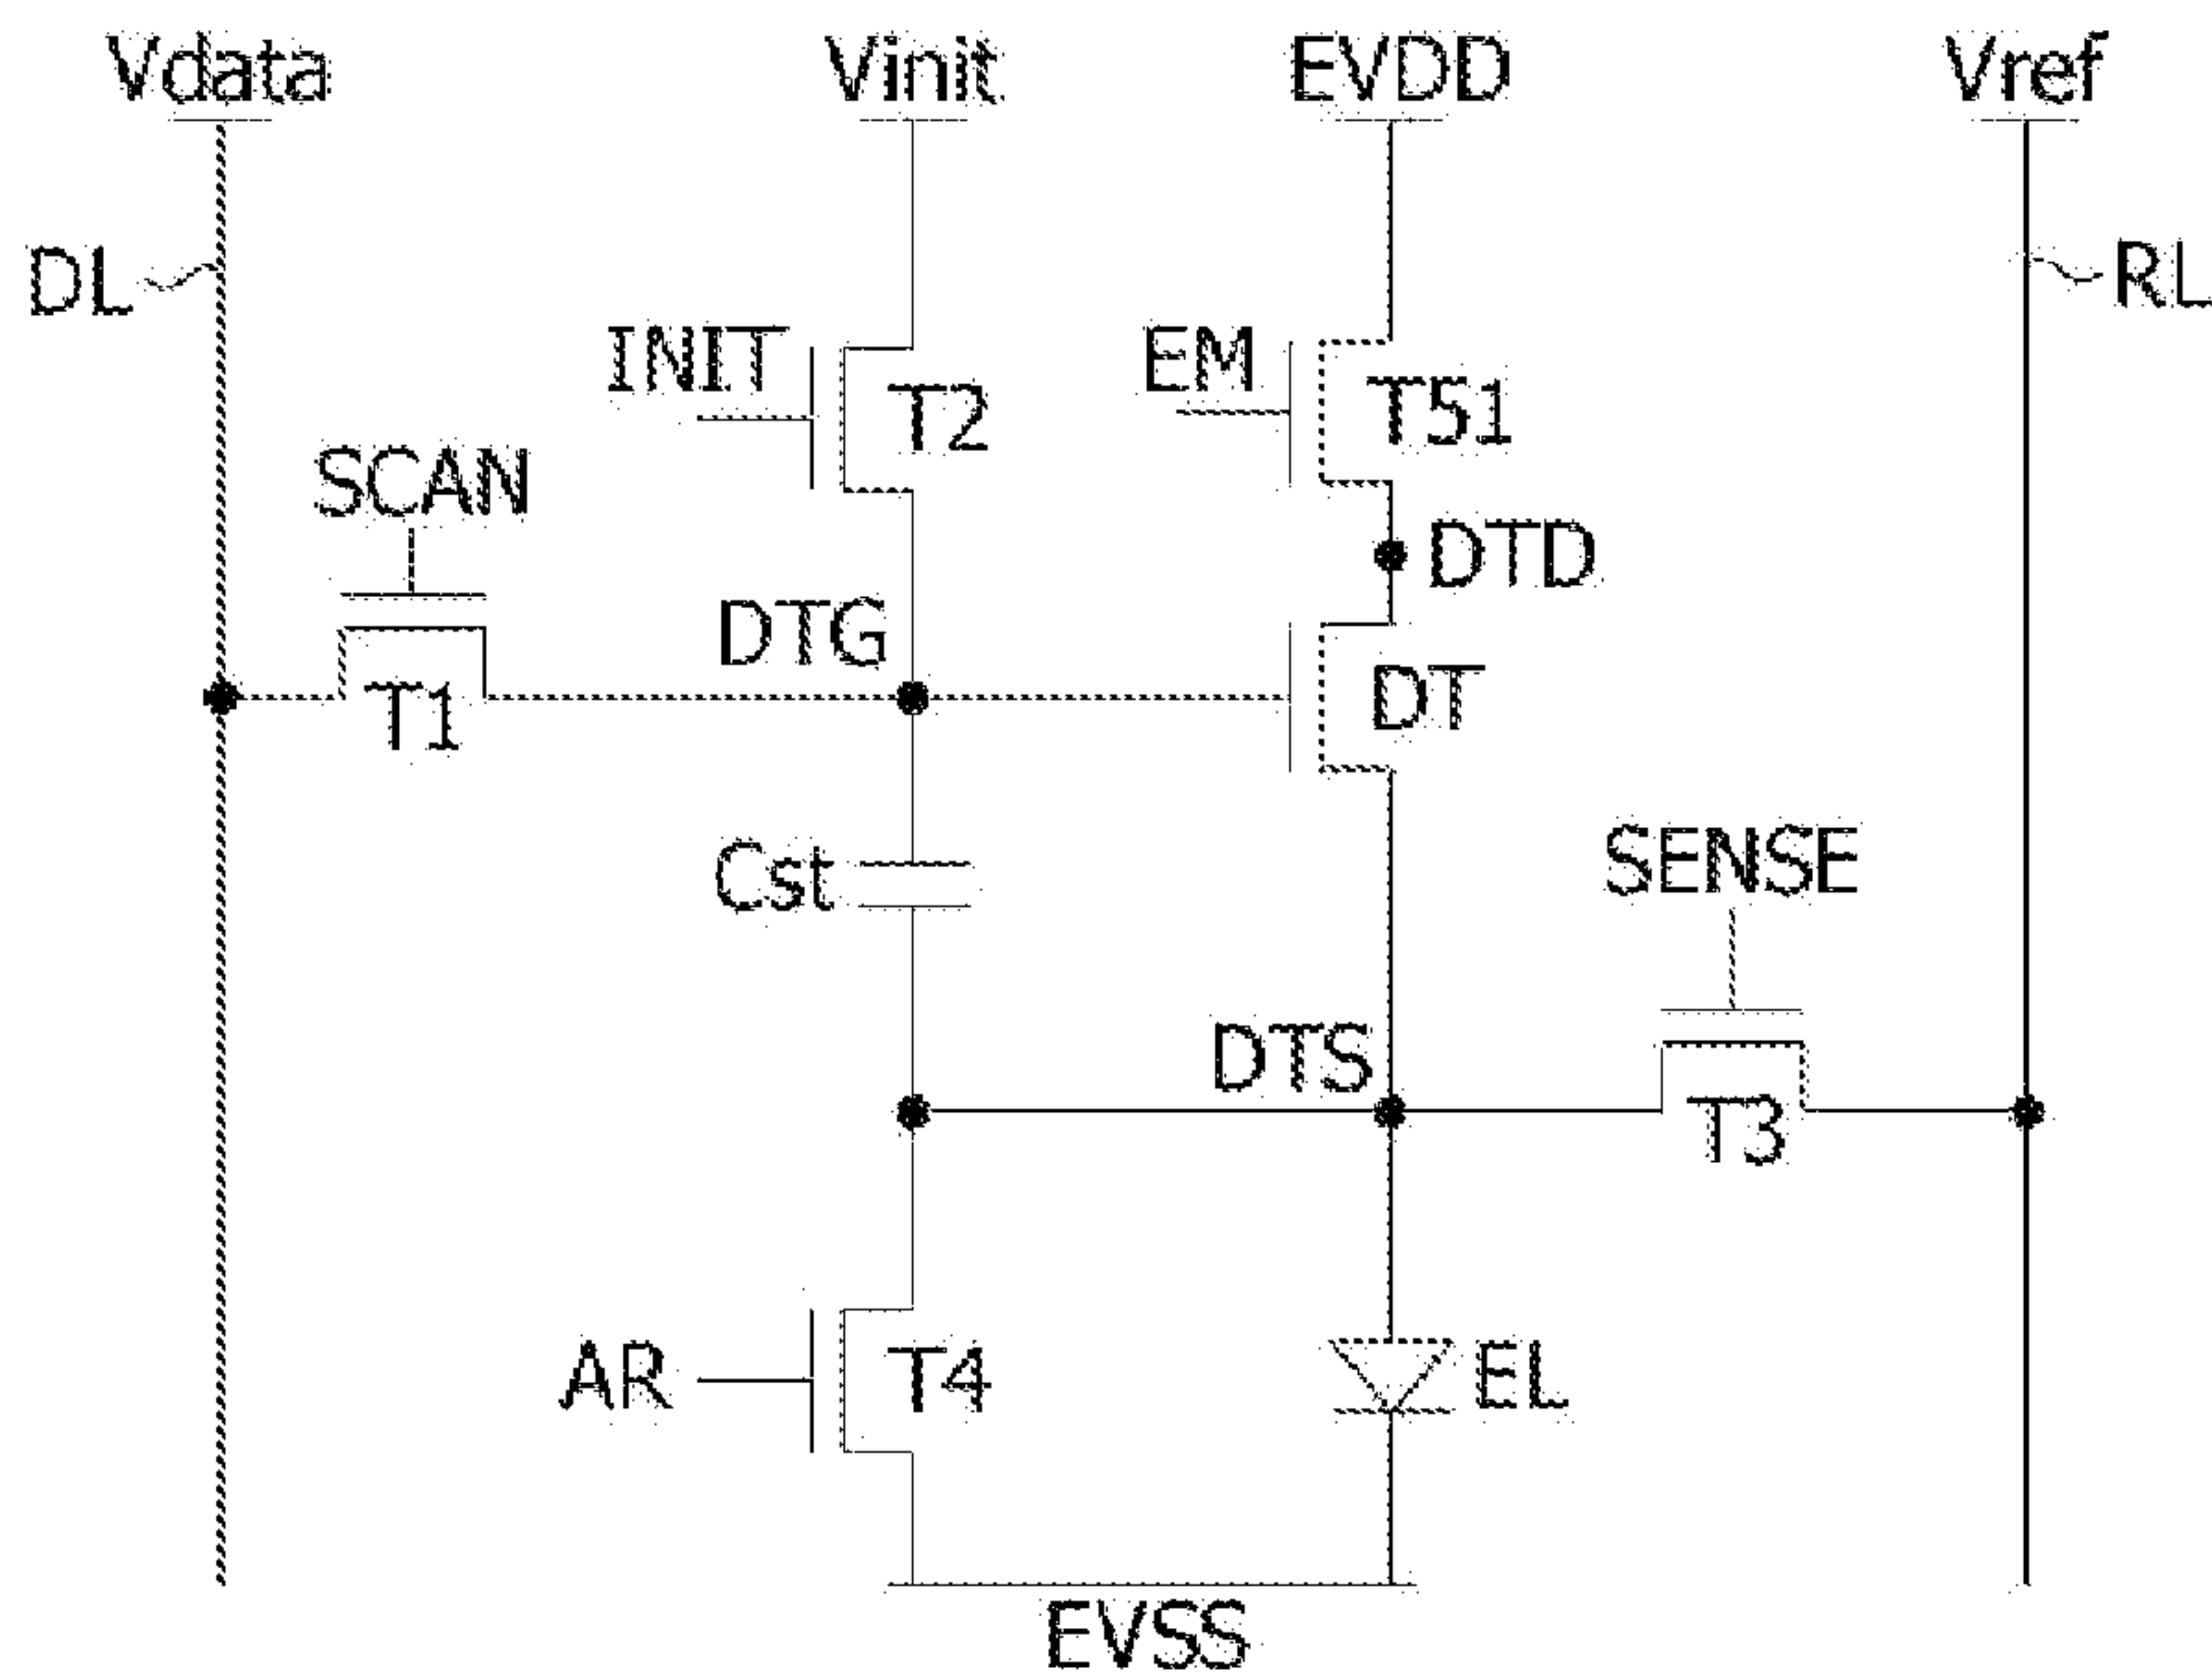 Vdata
Vinit
EVDD
Vref
DL
RL
INIT
EM
T2
T51
SCAN
DTD
DTG
T1
DT
Cst
SENSE
DTS
T3
AR
T4
EL
EVSS